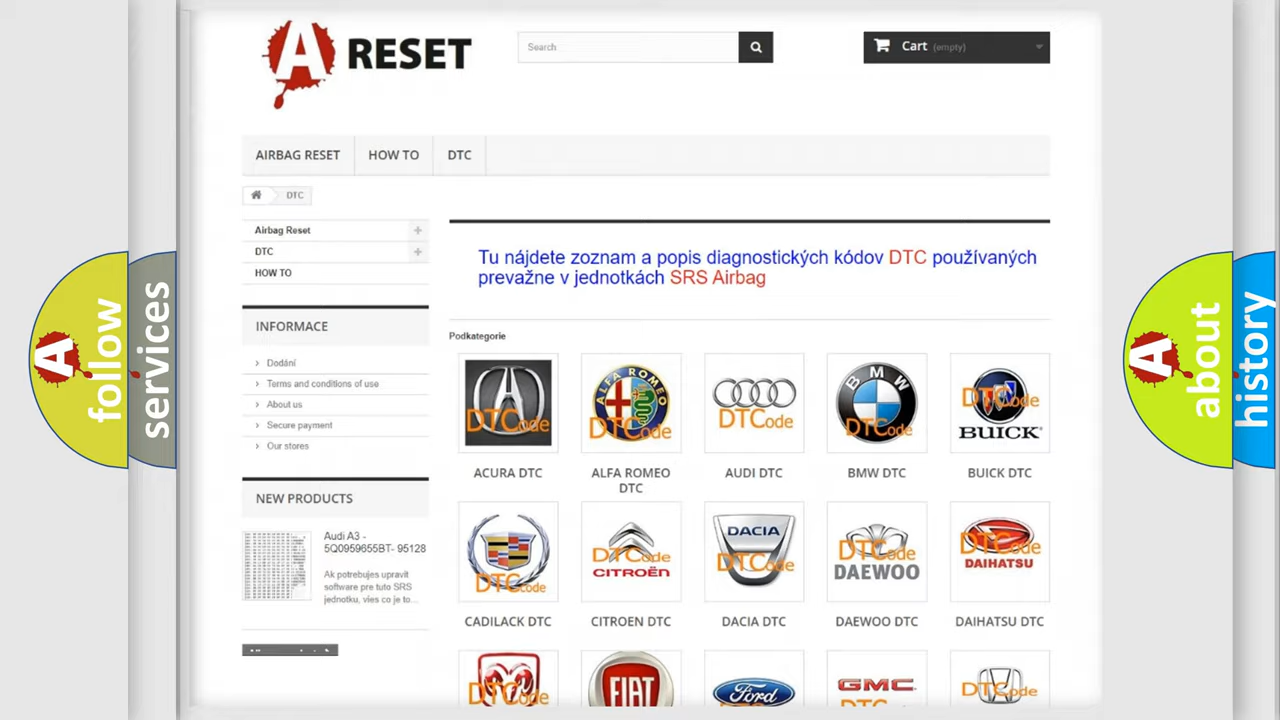 A RESET
Search
Cart (empty)
AIRBAG RESET
HOW TO
DTC
DTC
Airbag Reset
DTC
HOW TO
Tu nájdete zoznam a popis diagnostických kódov DTC používaných
prevažne v jednotkách SRS Airbag
INFORMACE
Dodání
Terms and conditions of use
About us
Secure payment
Our stores
NEW PRODUCTS
Audi A3 -
5Q0959655BT- 95128
Ak potrebujes upravit
software pre tuto SRS
jednotku, vies co je to...
Podkategorie
DTCode
ALFA ROMEO
DTCode
DTCode
BMW
DTCode
DTCode
BUICK
ACURA DTC
ALFA ROMEO
DTC
AUDI DTC
BMW DTC
BUICK DTC
DTCode
DTCode
CITROËN
DACIA
DTCode
DTCode
DAEWOO
DTCode
DAIHATSU
CADILACK DTC
CITROEN DTC
DACIA DTC
DAEWOO DTC
DAIHATSU DTC
DTCode
FIAT
Ford
GMC
DTCode
A follow
services
A about
history